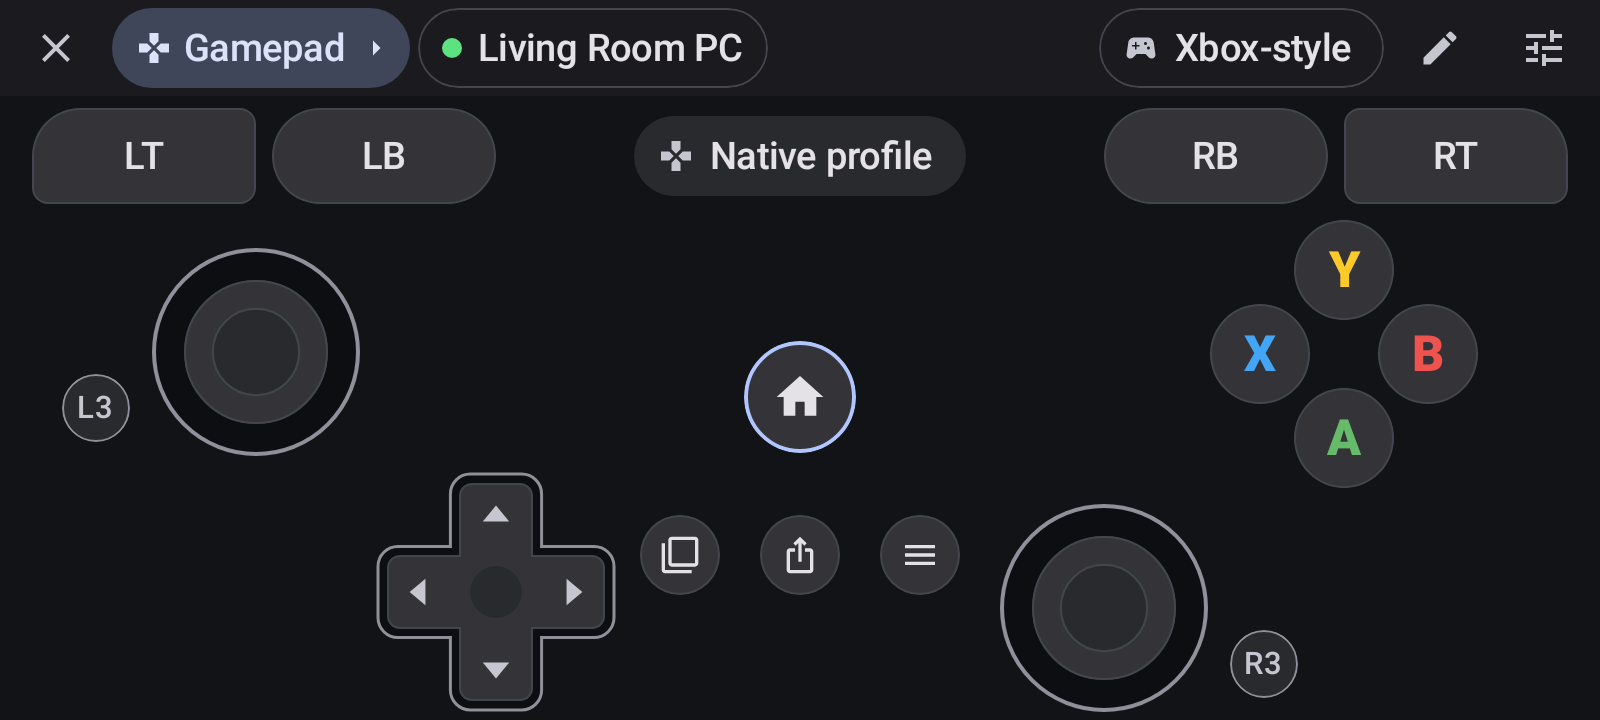 Gamepad
Living Room PC
Xbox-style
LT
LB
Native profile
RB
RT
Y
X
B
A
L3
R3